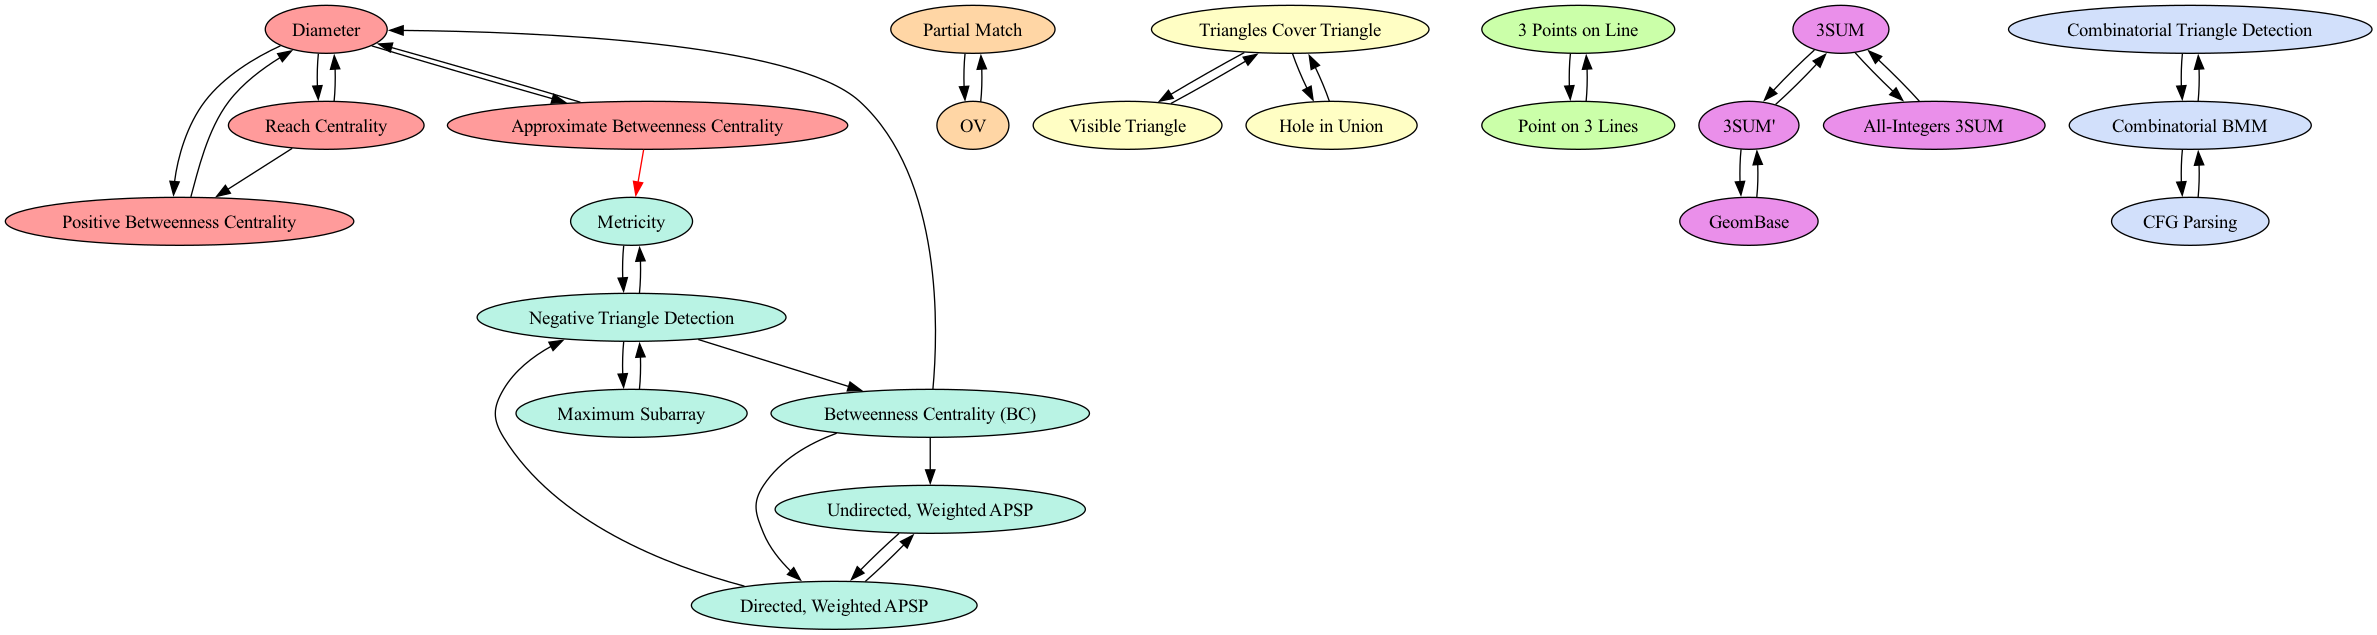 Diameter
Partial Match
Triangles Cover Triangle
3 Points on Line
3SUM
Combinatorial Triangle Detection
Reach Centrality
Approximate Betweenness Centrality
OV
Visible Triangle
Hole in Union
Point on 3 Lines
3SUM'
All-Integers 3SUM
Combinatorial BMM
Positive Betweenness Centrality
Metricity
GeomBase
CFG Parsing
Negative Triangle Detection
Maximum Subarray
Betweenness Centrality (BC)
Undirected, Weighted APSP
Directed, Weighted APSP